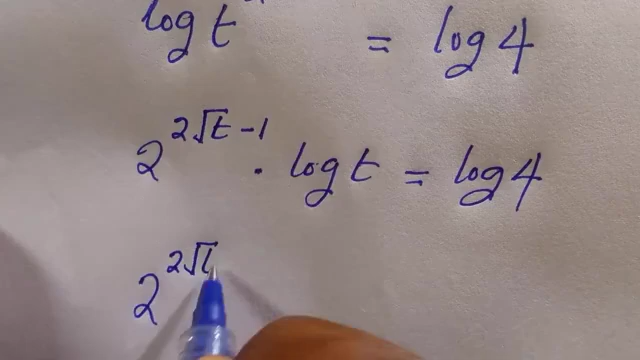 log t = log 4
2^{2√t - 1} · log t = log 4
2^{2√t